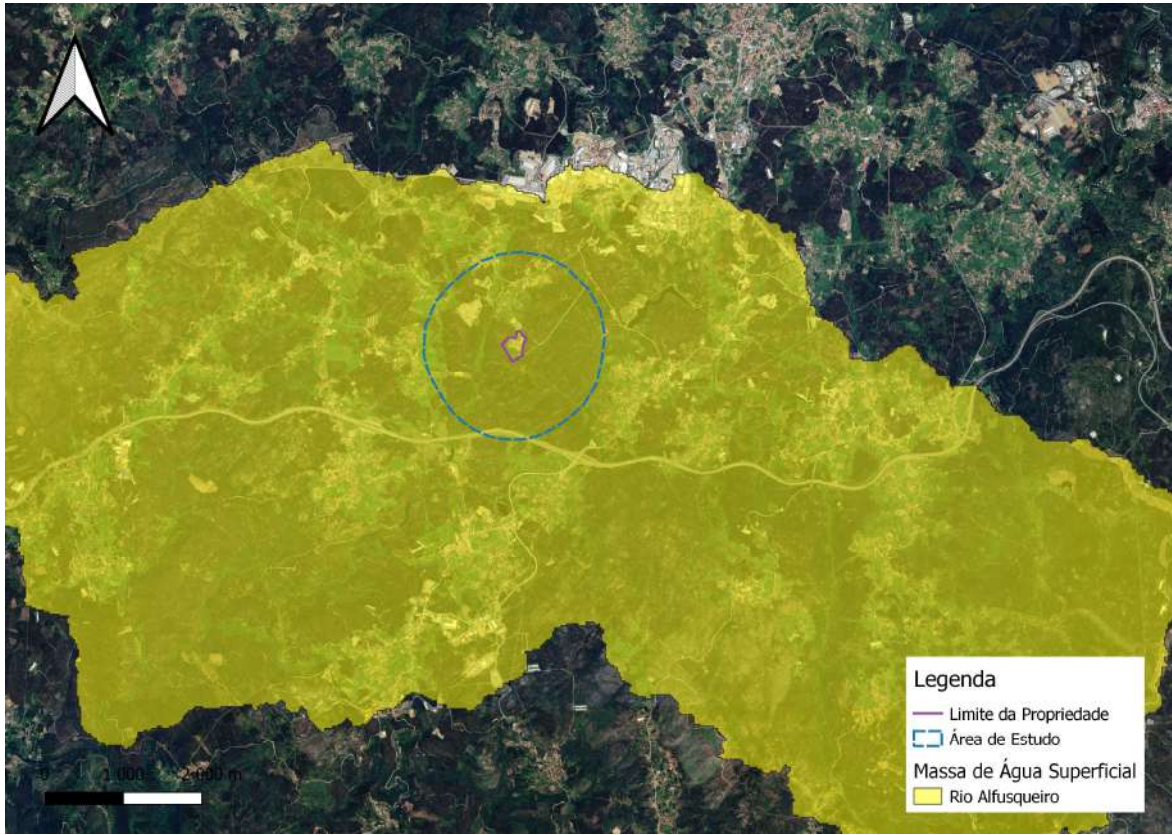 0 1 000 2 000 m
Legenda
Limite da Propriedade
Área de Estudo
Massa de Água Superficial
Rio Alfusqueiro